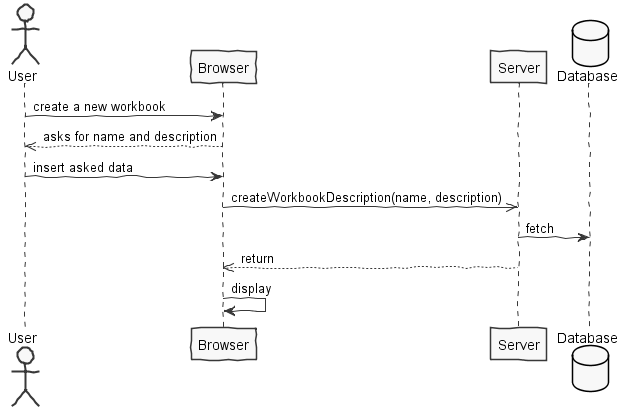 User
Browser
Server
Database
create a new workbook
asks for name and description
insert asked data
createWorkbookDescription(name, description)
fetch
return
display
User
Browser
Server
Database